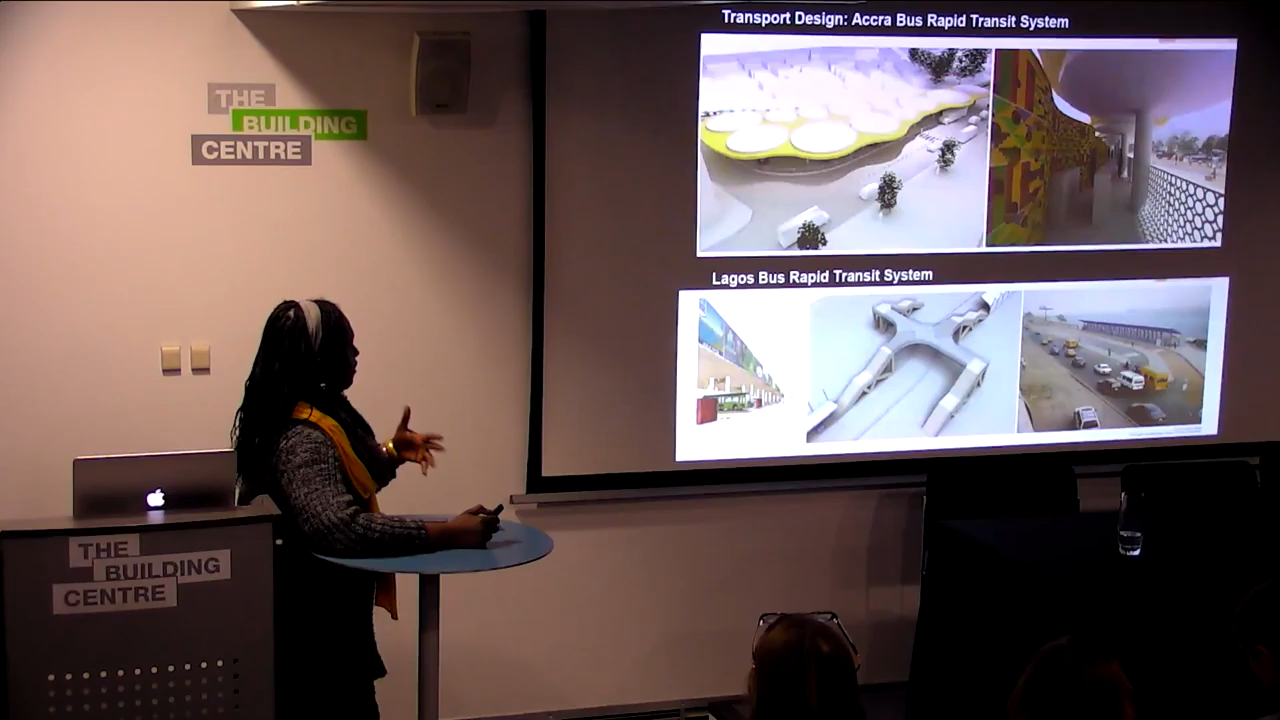 THE
BUILDING
CENTRE
Transport Design: Accra Bus Rapid Transit System
Lagos Bus Rapid Transit System
THE
BUILDING
CENTRE